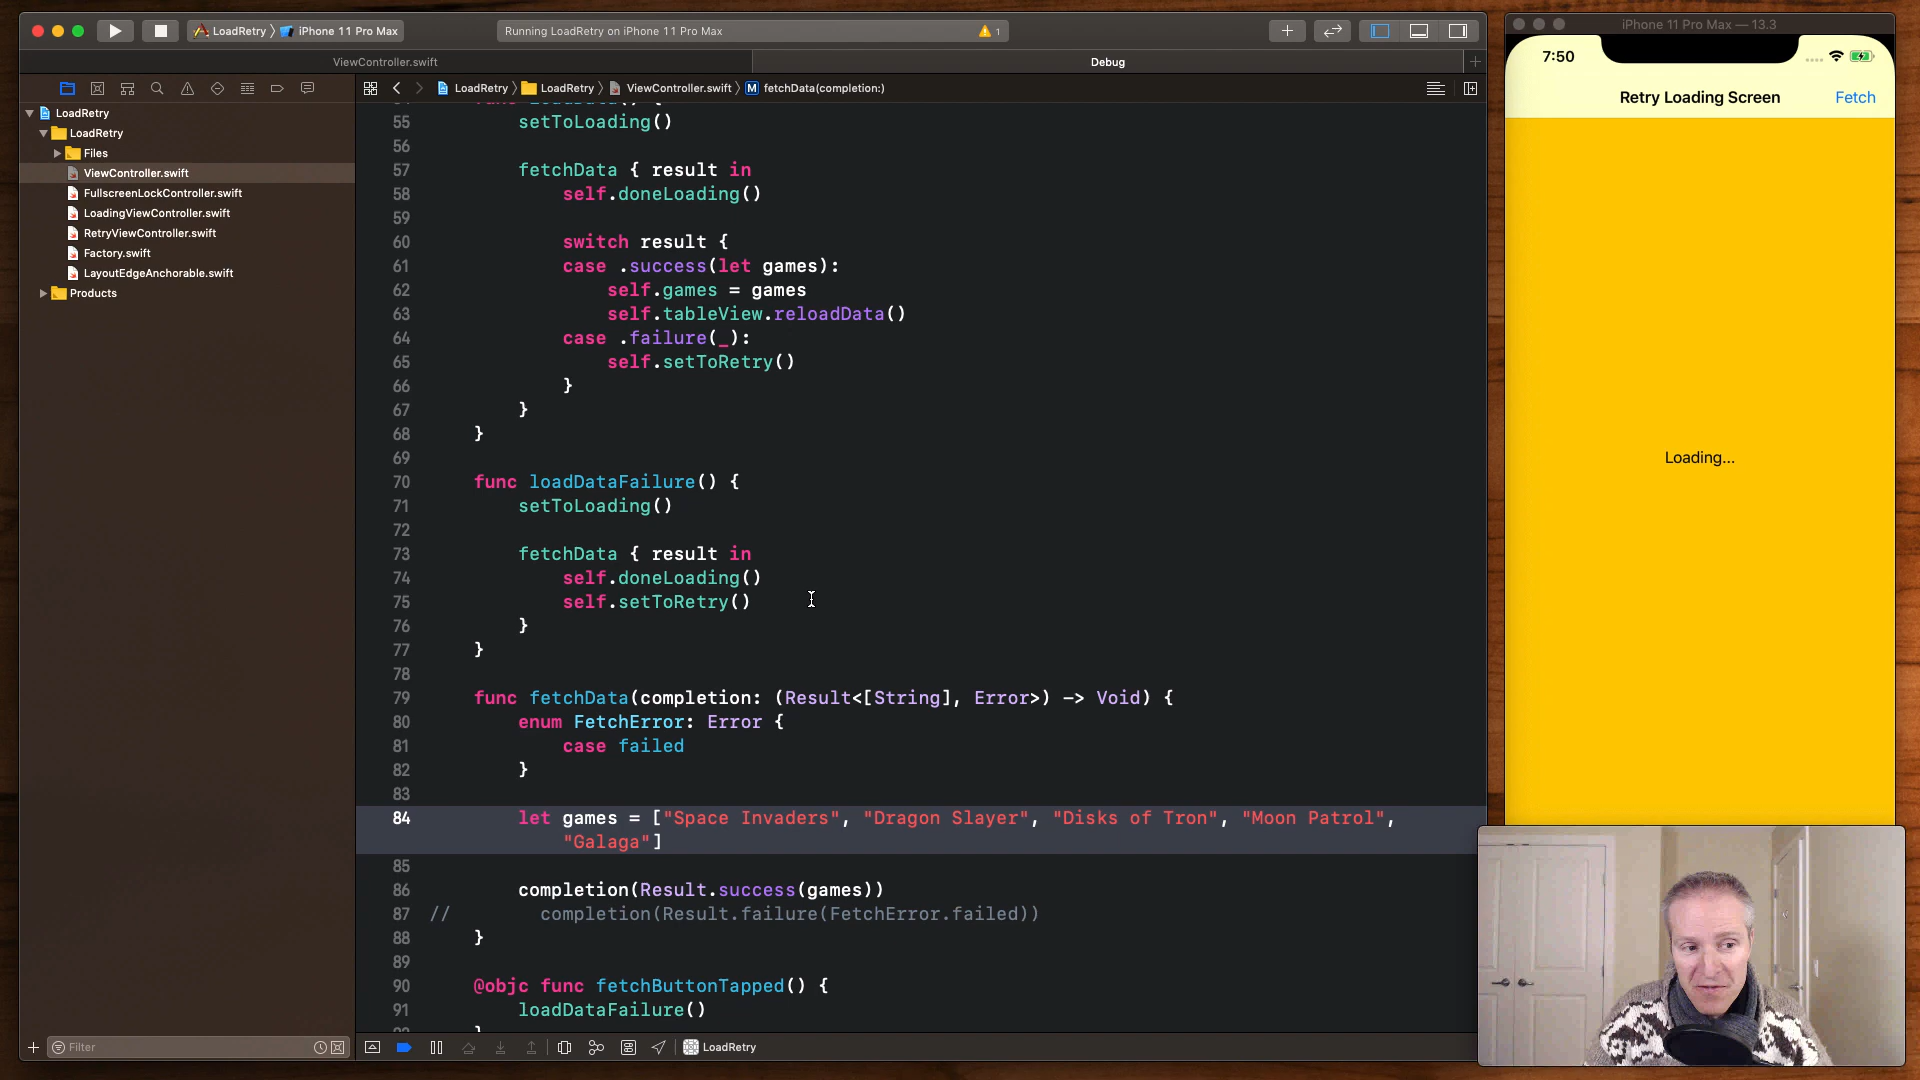 LoadRetry 〉 iPhone 11 Pro Max
Running LoadRetry on iPhone 11 Pro Max
1
iPhone 11 Pro Max — 13.3
ViewController.swift
Debug
LoadRetry 〉 LoadRetry 〉 ViewController.swift 〉 M fetchData(completion:)
LoadRetry
LoadRetry
Files
ViewController.swift
FullscreenLockController.swift
LoadingViewController.swift
RetryViewController.swift
Factory.swift
LayoutEdgeAnchorable.swift
Products
55 setToLoading()
56
57 fetchData { result in
58 self.doneLoading()
59
60 switch result {
61 case .success(let games):
62 self.games = games
63 self.tableView.reloadData()
64 case .failure(_):
65 self.setToRetry()
66 }
67 }
68 }
69
70 func loadDataFailure() {
71 setToLoading()
72
73 fetchData { result in
74 self.doneLoading()
75 self.setToRetry()
76 }
77 }
78
79 func fetchData(completion: (Result<[String], Error>) -> Void) {
80 enum FetchError: Error {
81 case failed
82 }
83
84 let games = ["Space Invaders", "Dragon Slayer", "Disks of Tron", "Moon Patrol",
"Galaga"]
85
86 completion(Result.success(games))
87 // completion(Result.failure(FetchError.failed))
88 }
89
90 @objc func fetchButtonTapped() {
91 loadDataFailure()
Filter
LoadRetry
7:50
Retry Loading Screen
Fetch
Loading...